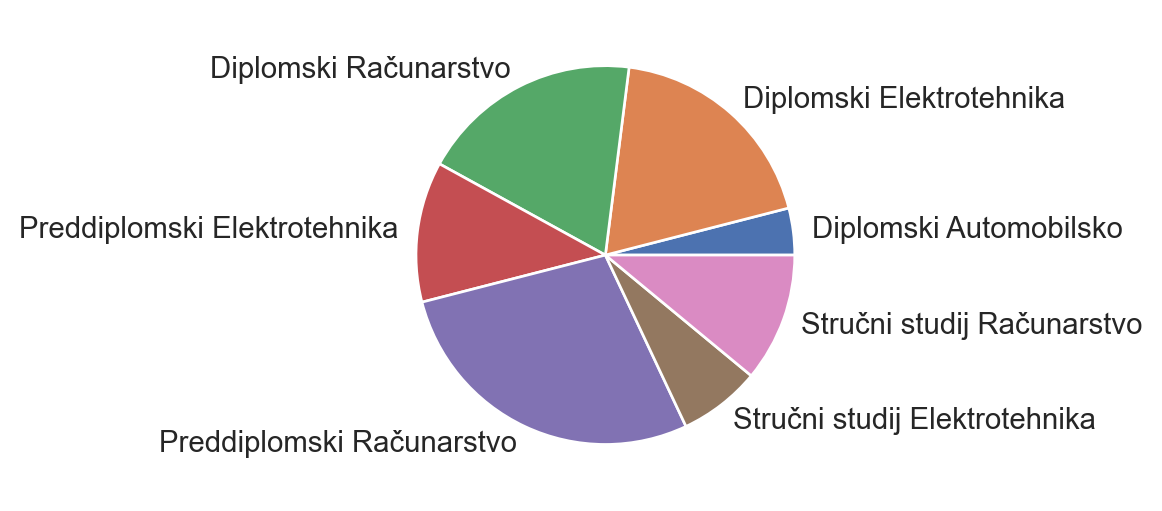 Diplomski Računarstvo
Diplomski Elektrotehnika
Preddiplomski Elektrotehnika
Diplomski Automobilsko
Stručni studij Računarstvo
Stručni studij Elektrotehnika
Preddiplomski Računarstvo